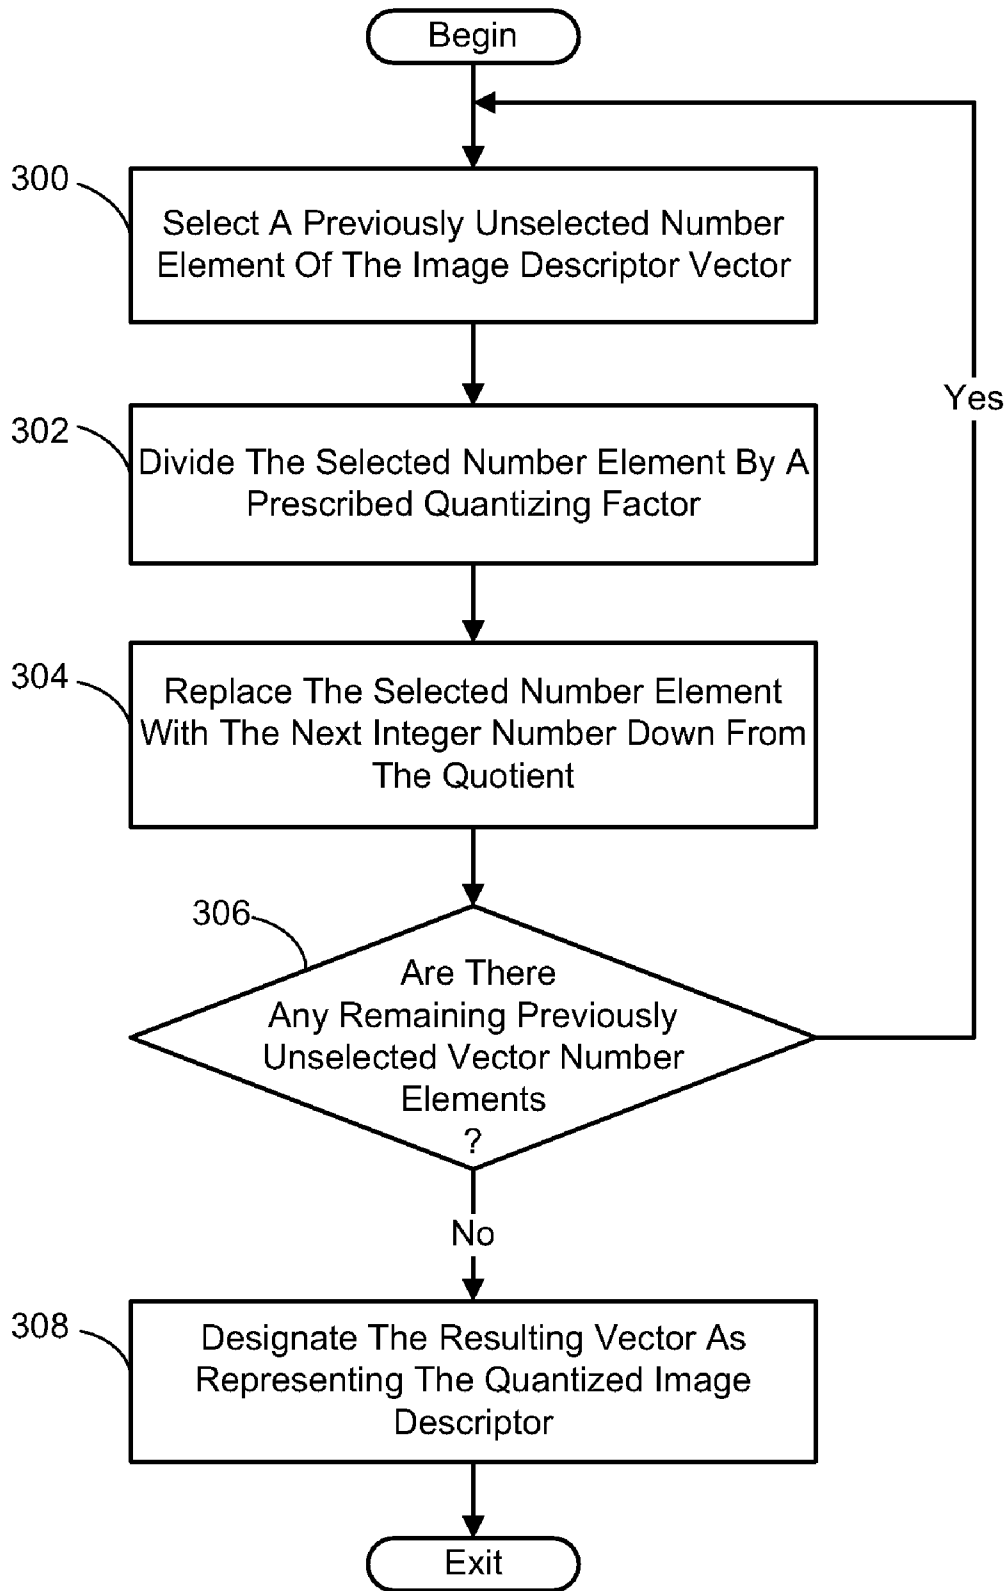 Begin
300
Select A Previously Unselected Number
Element Of The Image Descriptor Vector
Yes
302
Divide The Selected Number Element By A
Prescribed Quantizing Factor
304
Replace The Selected Number Element
With The Next Integer Number Down From
The Quotient
306
Are There
Any Remaining Previously
Unselected Vector Number
Elements
?
No
308
Designate The Resulting Vector As
Representing The Quantized Image
Descriptor
Exit